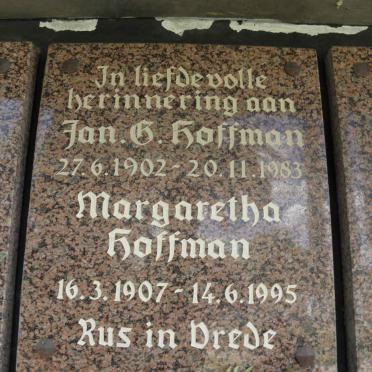 In liefdevolle
herinnering aan
Jan. G. Hoffman
27.6.1902 - 20.11.1983
Margaretha
Hoffman
16.3.1907 - 14.6.1995
Rus in Vrede